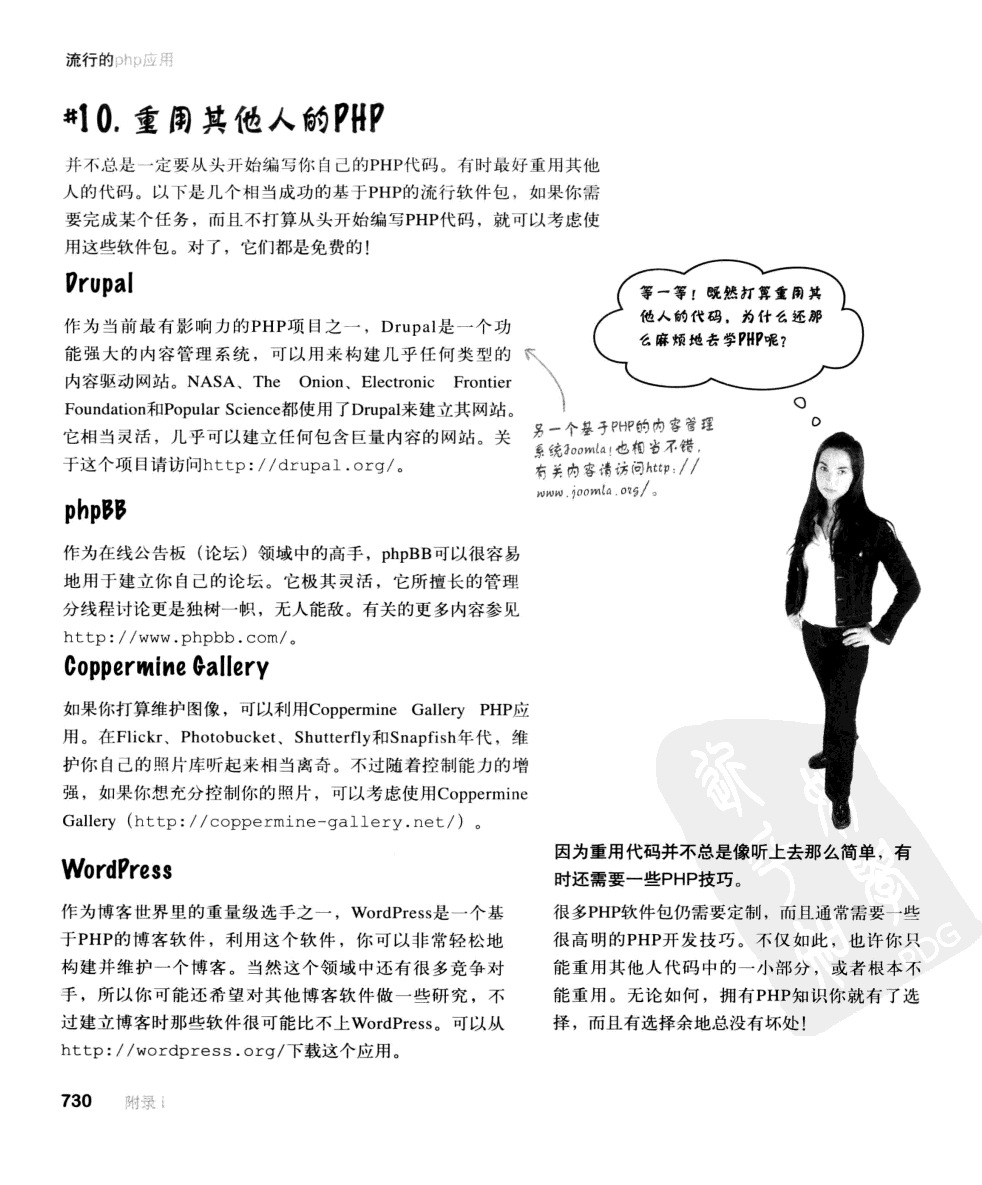 流行的php应用
#10. 重用其他人的PHP
并不总是一定要从头开始编写你自己的PHP代码。有时最好重用其他
人的代码。以下是几个相当成功的基于PHP的流行软件包，如果你需
要完成某个任务，而且不打算从头开始编写PHP代码，就可以考虑使
用这些软件包。对了，它们都是免费的！
Drupal
作为当前最有影响力的PHP项目之一，Drupal是一个功
能强大的内容管理系统，可以用来构建几乎任何类型的
内容驱动网站。NASA、The Onion、Electronic Frontier
Foundation和Popular Science都使用了Drupal来建立其网站。
它相当灵活，几乎可以建立任何包含巨量内容的网站。关
于这个项目请访问http://drupal.org/。
等一等！既然打算重用其
他人的代码，为什么还那
么麻烦地去学PHP呢？
另一个基于PHP的内容管理
系统Joomla!也相当不错，
有关内容请访问http://
www.joomla.org/。
phpBB
作为在线公告板（论坛）领域中的高手，phpBB可以很容易
地用于建立你自己的论坛。它极其灵活，它所擅长的管理
分线程讨论更是独树一帜，无人能敌。有关的更多内容参见
http://www.phpbb.com/。
Coppermine Gallery
如果你打算维护图像，可以利用Coppermine Gallery PHP应
用。在Flickr、Photobucket、Shutterfly和Snapfish年代，维
护你自己的照片库听起来相当离奇。不过随着控制能力的增
强，如果你想充分控制你的照片，可以考虑使用Coppermine
Gallery（http://coppermine-gallery.net/）。
WordPress
作为博客世界里的重量级选手之一，WordPress是一个基
于PHP的博客软件，利用这个软件，你可以非常轻松地
构建并维护一个博客。当然这个领域中还有很多竞争对
手，所以你可能还希望对其他博客软件做一些研究，不
过建立博客时那些软件很可能比不上WordPress。可以从
http://wordpress.org/下载这个应用。
因为重用代码并不总是像听上去那么简单，有
时还需要一些PHP技巧。
很多PHP软件包仍需要定制，而且通常需要一些
很高明的PHP开发技巧。不仅如此，也许你只
能重用其他人代码中的一小部分，或者根本不
能重用。无论如何，拥有PHP知识你就有了选
择，而且有选择余地总没有坏处！
PDG
730 附录i